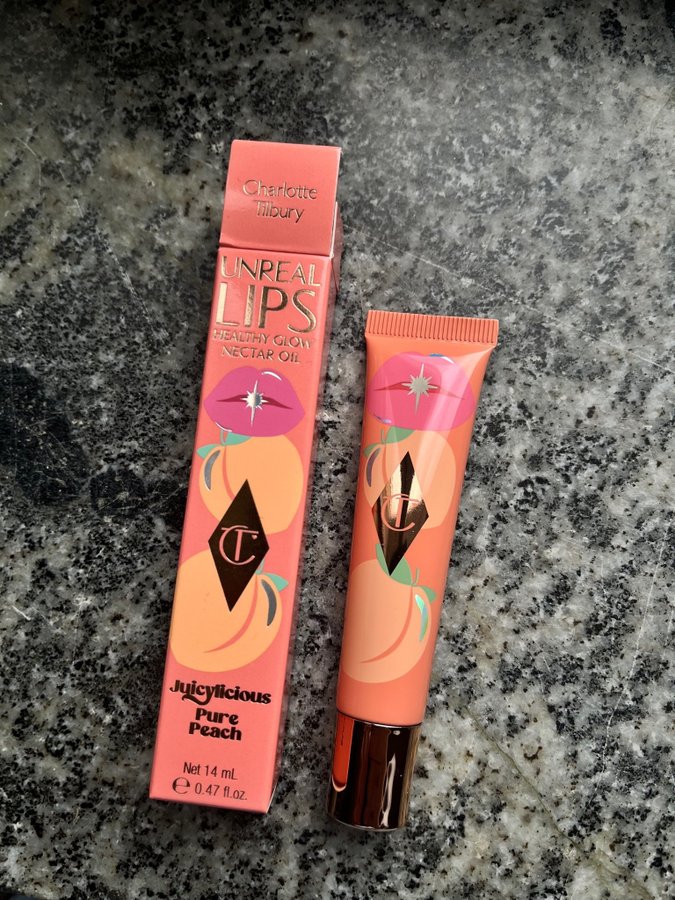 Charlotte
Tilbury
UNREAL
LIPS
HEALTHY GLOW
NECTAR OIL
CT
Juicylicious
Pure
Peach
Net 14 mL
e 0.47 fl.oz.
CT